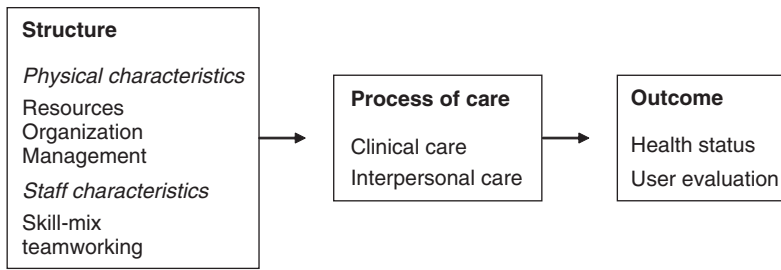 Structure
Physical characteristics
Resources
Organization
Management
Staff characteristics
Skill-mix
teamworking
Process of care
Clinical care
Interpersonal care
Outcome
Health status
User evaluation